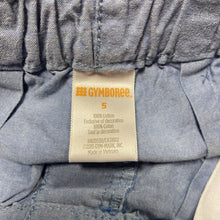 GYMBOREE
5
100% Cotton
Exclusive of decoration
100% Coton
Sauf la décoration
Made in Vietnam